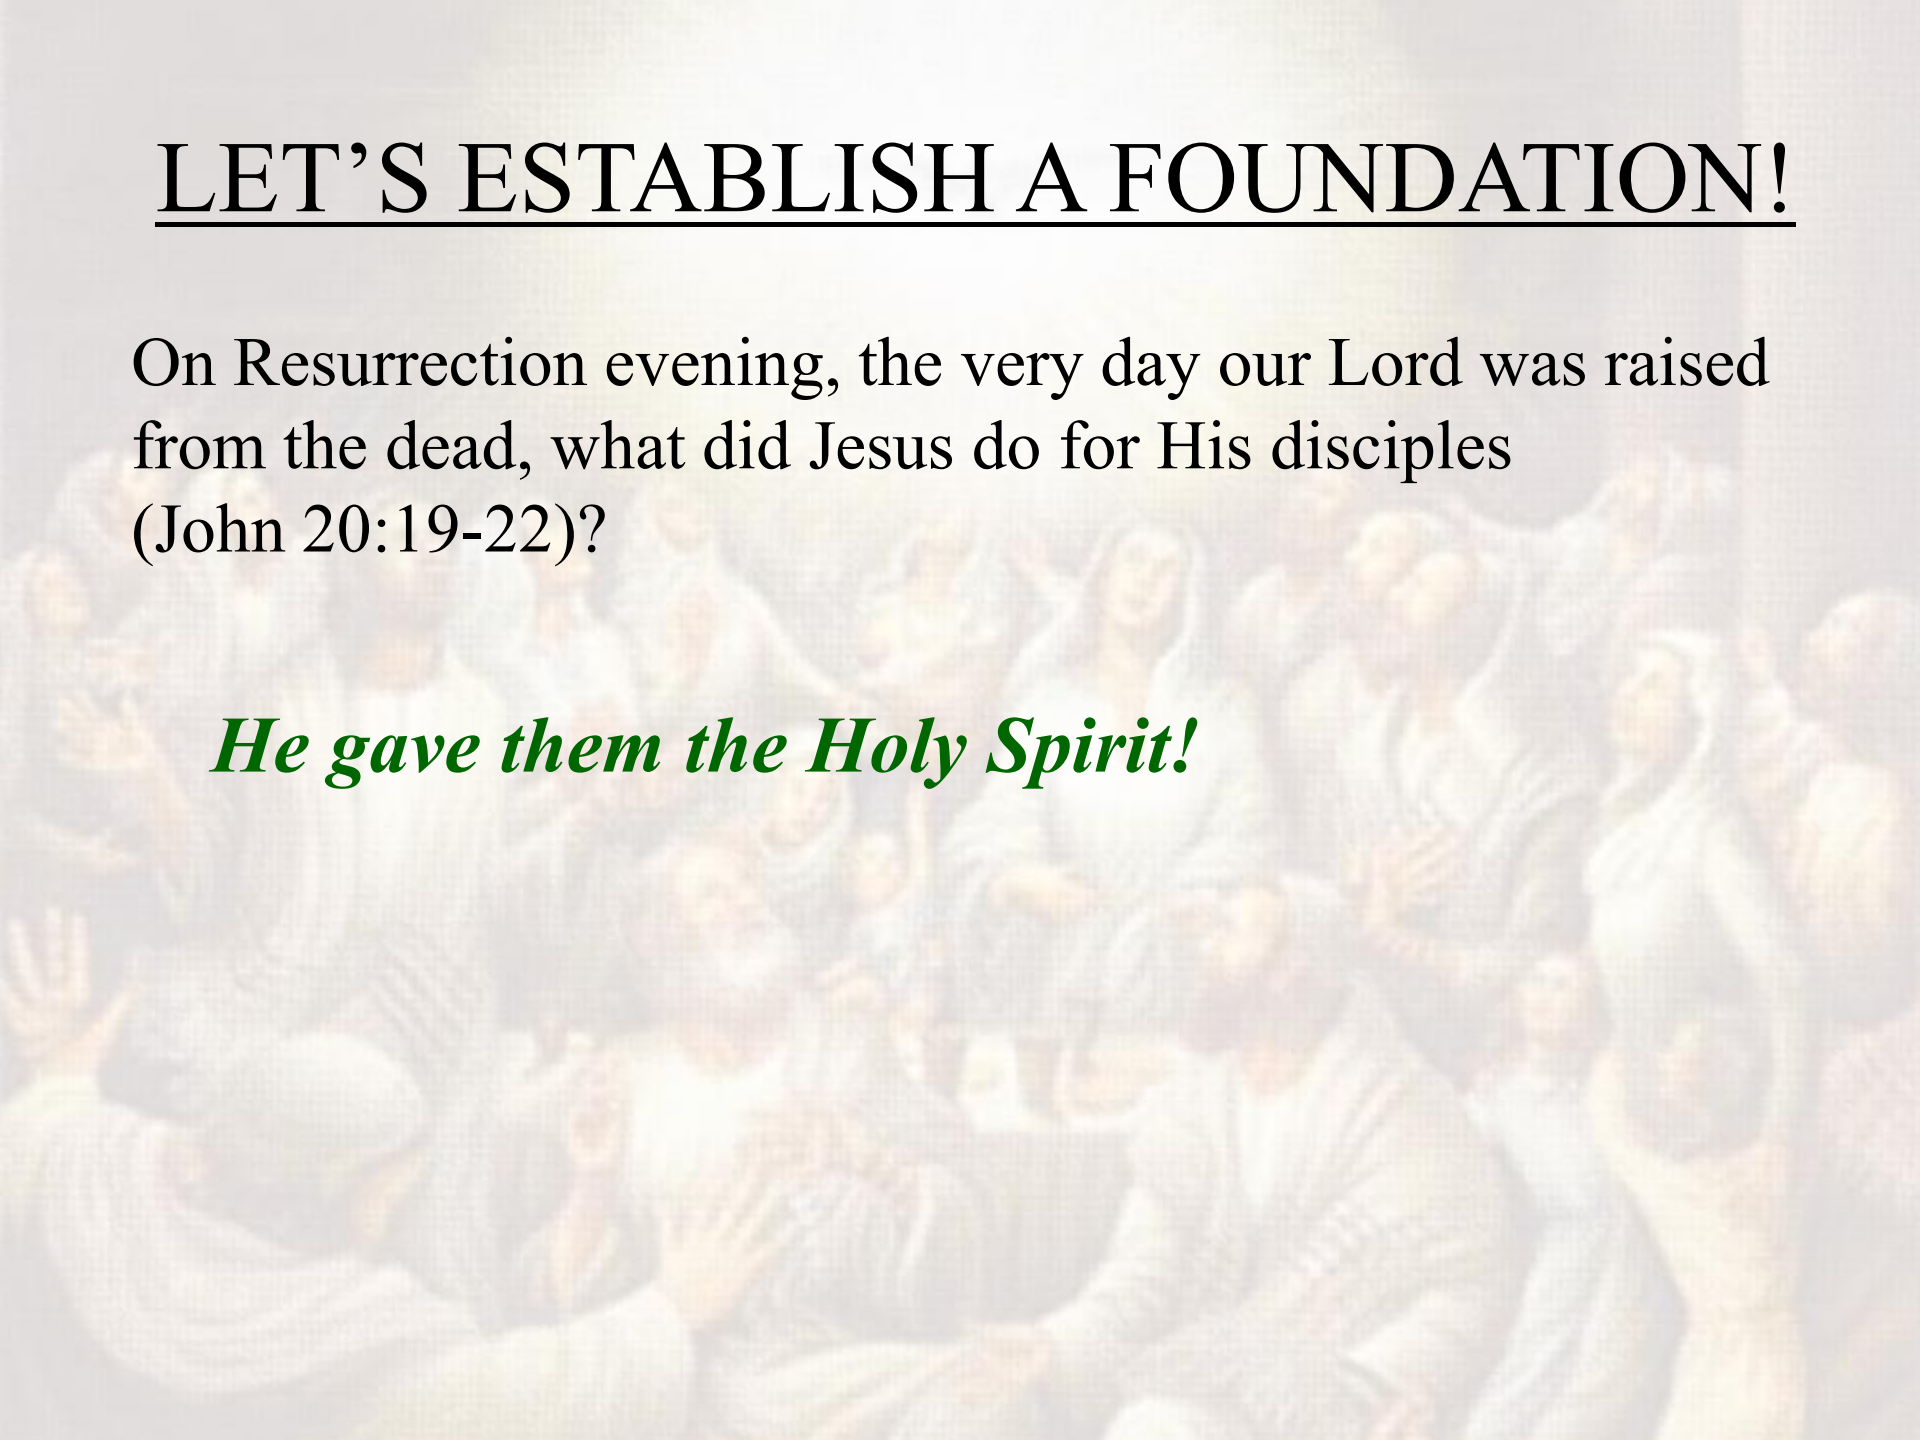 LET’S ESTABLISH A FOUNDATION!
On Resurrection evening, the very day our Lord was raised
from the dead, what did Jesus do for His disciples
(John 20:19-22)?
He gave them the Holy Spirit!